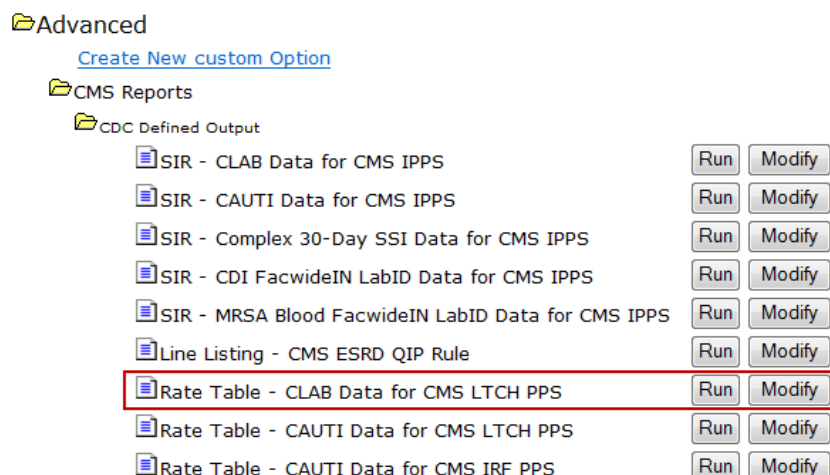 Advanced
Create New custom Option
CMS Reports
CDC Defined Output
SIR - CLAB Data for CMS IPPS Run Modify
SIR - CAUTI Data for CMS IPPS Run Modify
SIR - Complex 30-Day SSI Data for CMS IPPS Run Modify
SIR - CDI FacwideIN LabID Data for CMS IPPS Run Modify
SIR - MRSA Blood FacwideIN LabID Data for CMS IPPS Run Modify
Line Listing - CMS ESRD QIP Rule Run Modify
Rate Table - CLAB Data for CMS LTCH PPS Run Modify
Rate Table - CAUTI Data for CMS LTCH PPS Run Modify
Rate Table - CAUTI Data for CMS IRF PPS Run Modify